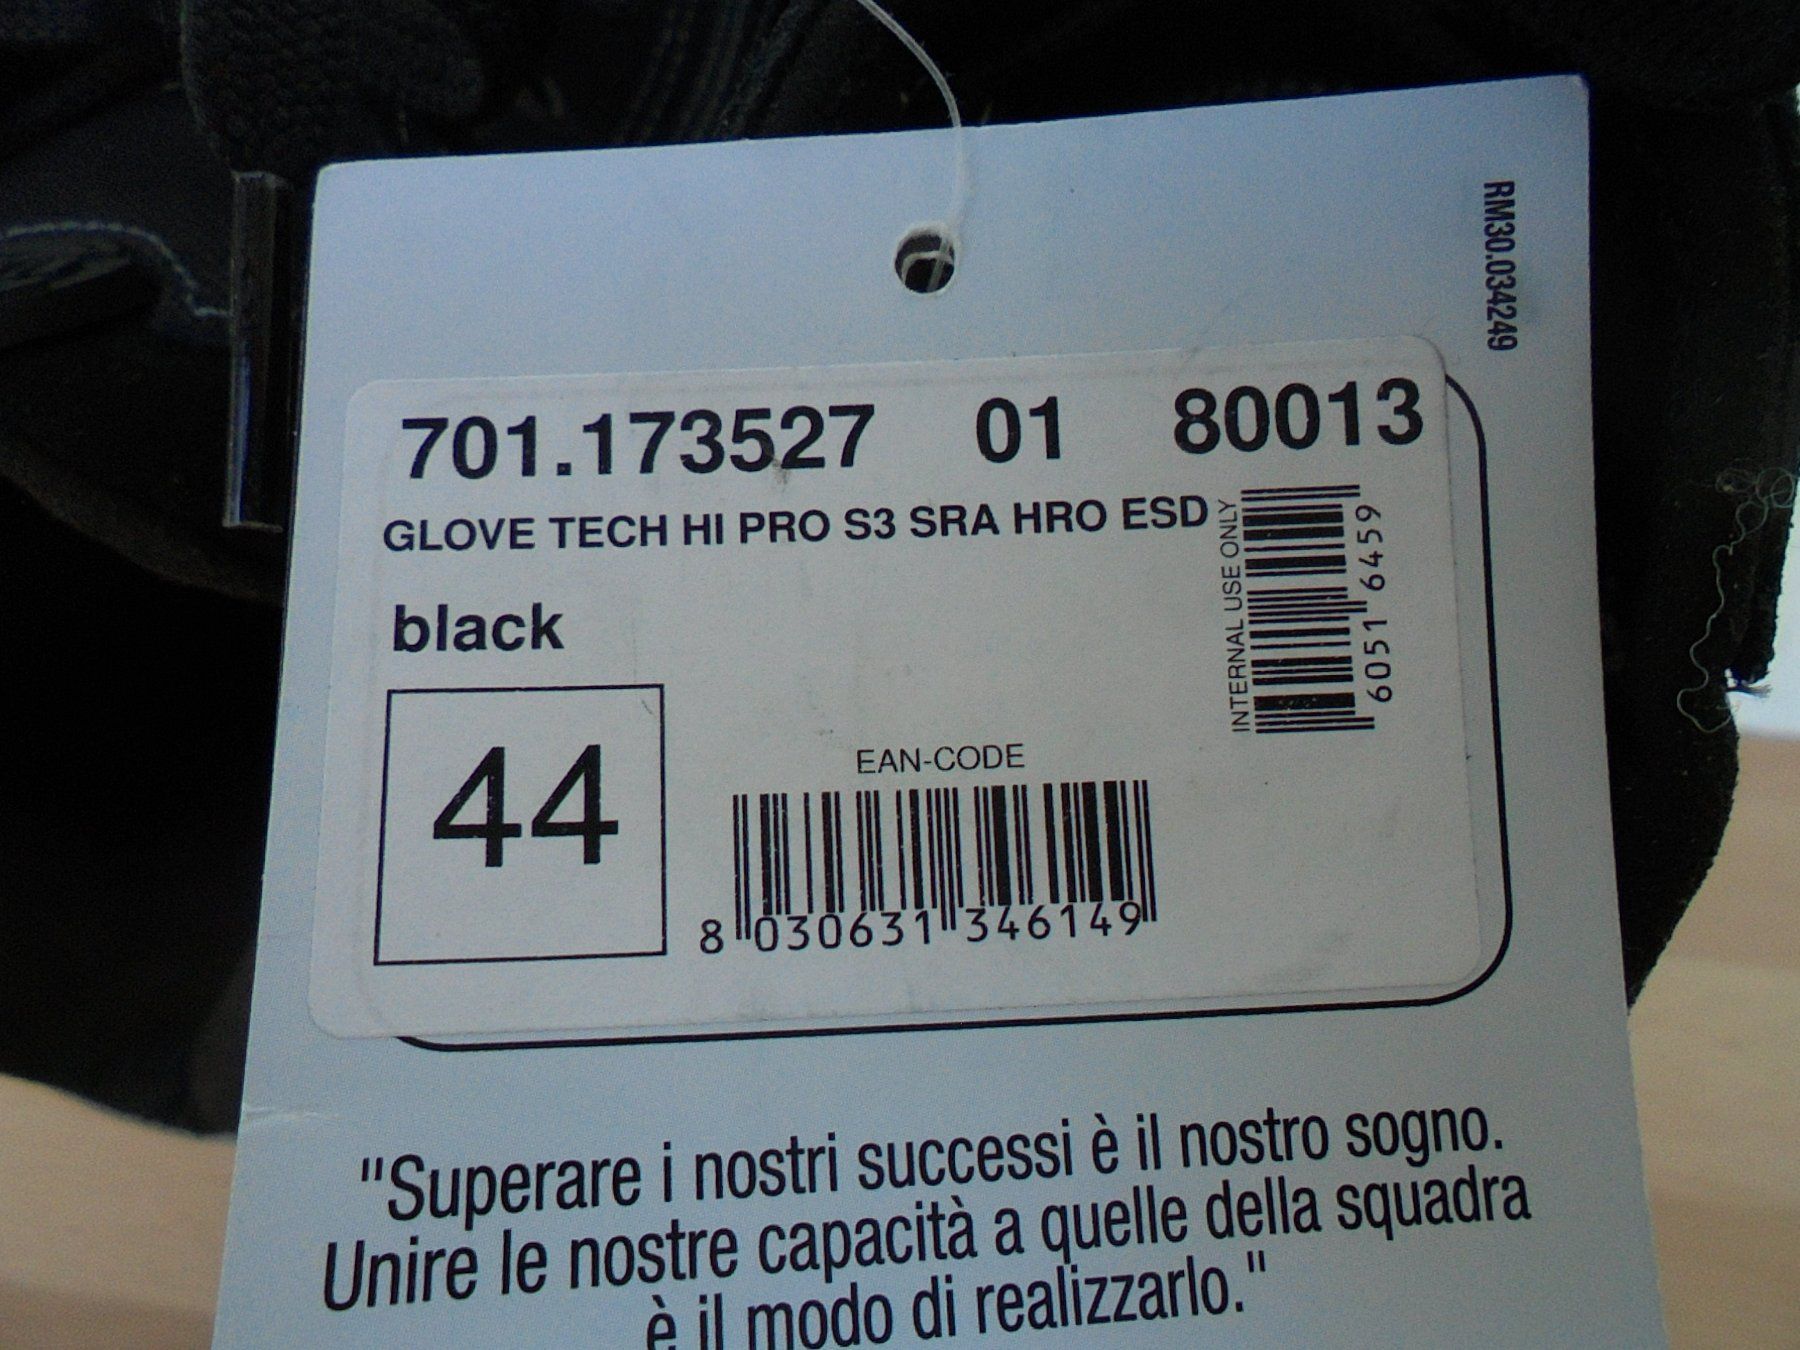 RM30.034249
701.173527 01 80013
GLOVE TECH HI PRO S3 SRA HRO ESD
INTERNAL USE ONLY
6051 6459
black
44
EAN-CODE
8 030631 346149
"Superare i nostri successi è il nostro sogno.
Unire le nostre capacità a quelle della squadra
è il modo di realizzarlo."